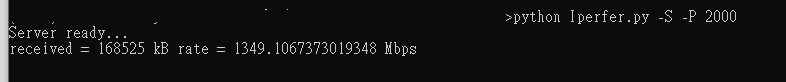 >python Iperfer.py -S -P 2000
Server ready...
received = 168525 kB rate = 1349.1067373019348 Mbps